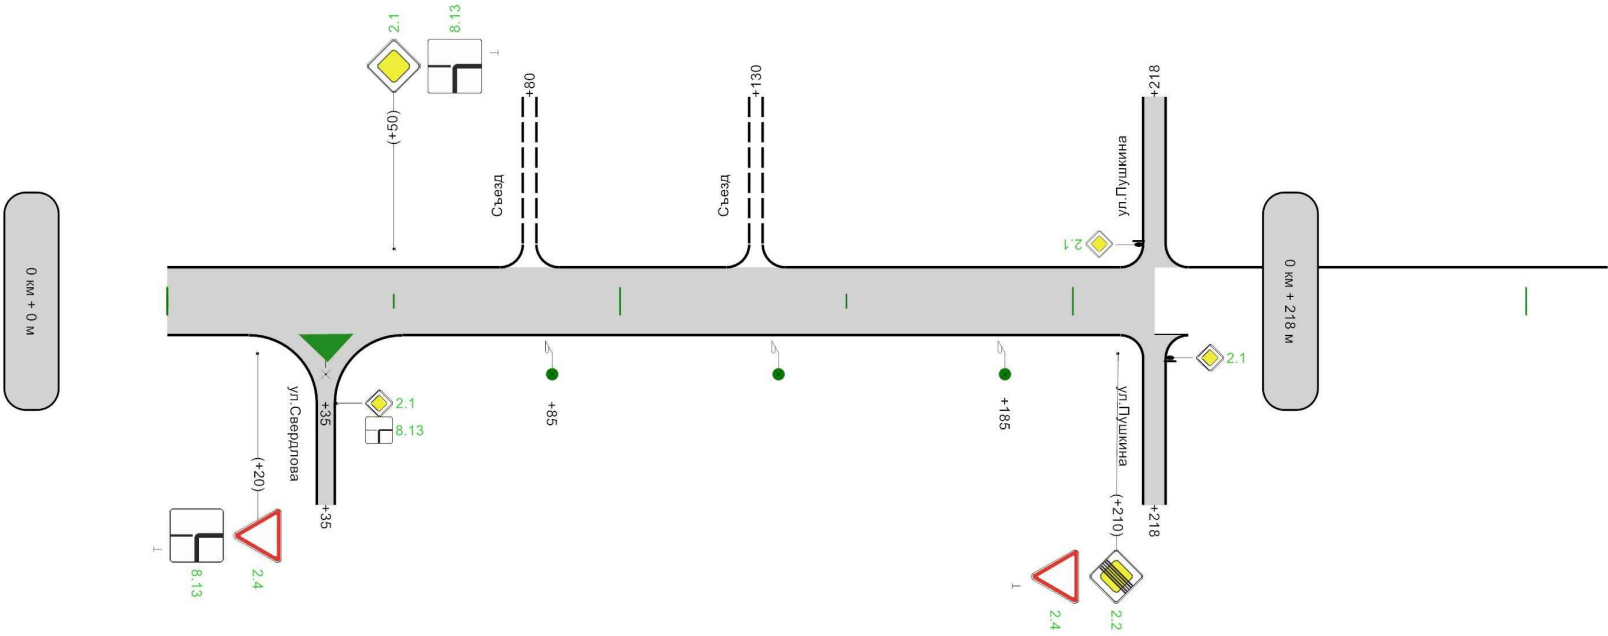 2.1
8.13
Т
(+50)
+80
Съезд
+130
Съезд
+218
ул.Пушкина
2.1
0 км + 0 м
0 км + 218 м
2.1
2.1
8.13
+35
ул.Свердлова
+35
(+20)
+85
+185
ул.Пушкина
(+210)
+218
Т
8.13
2.4
Т
2.4
2.2